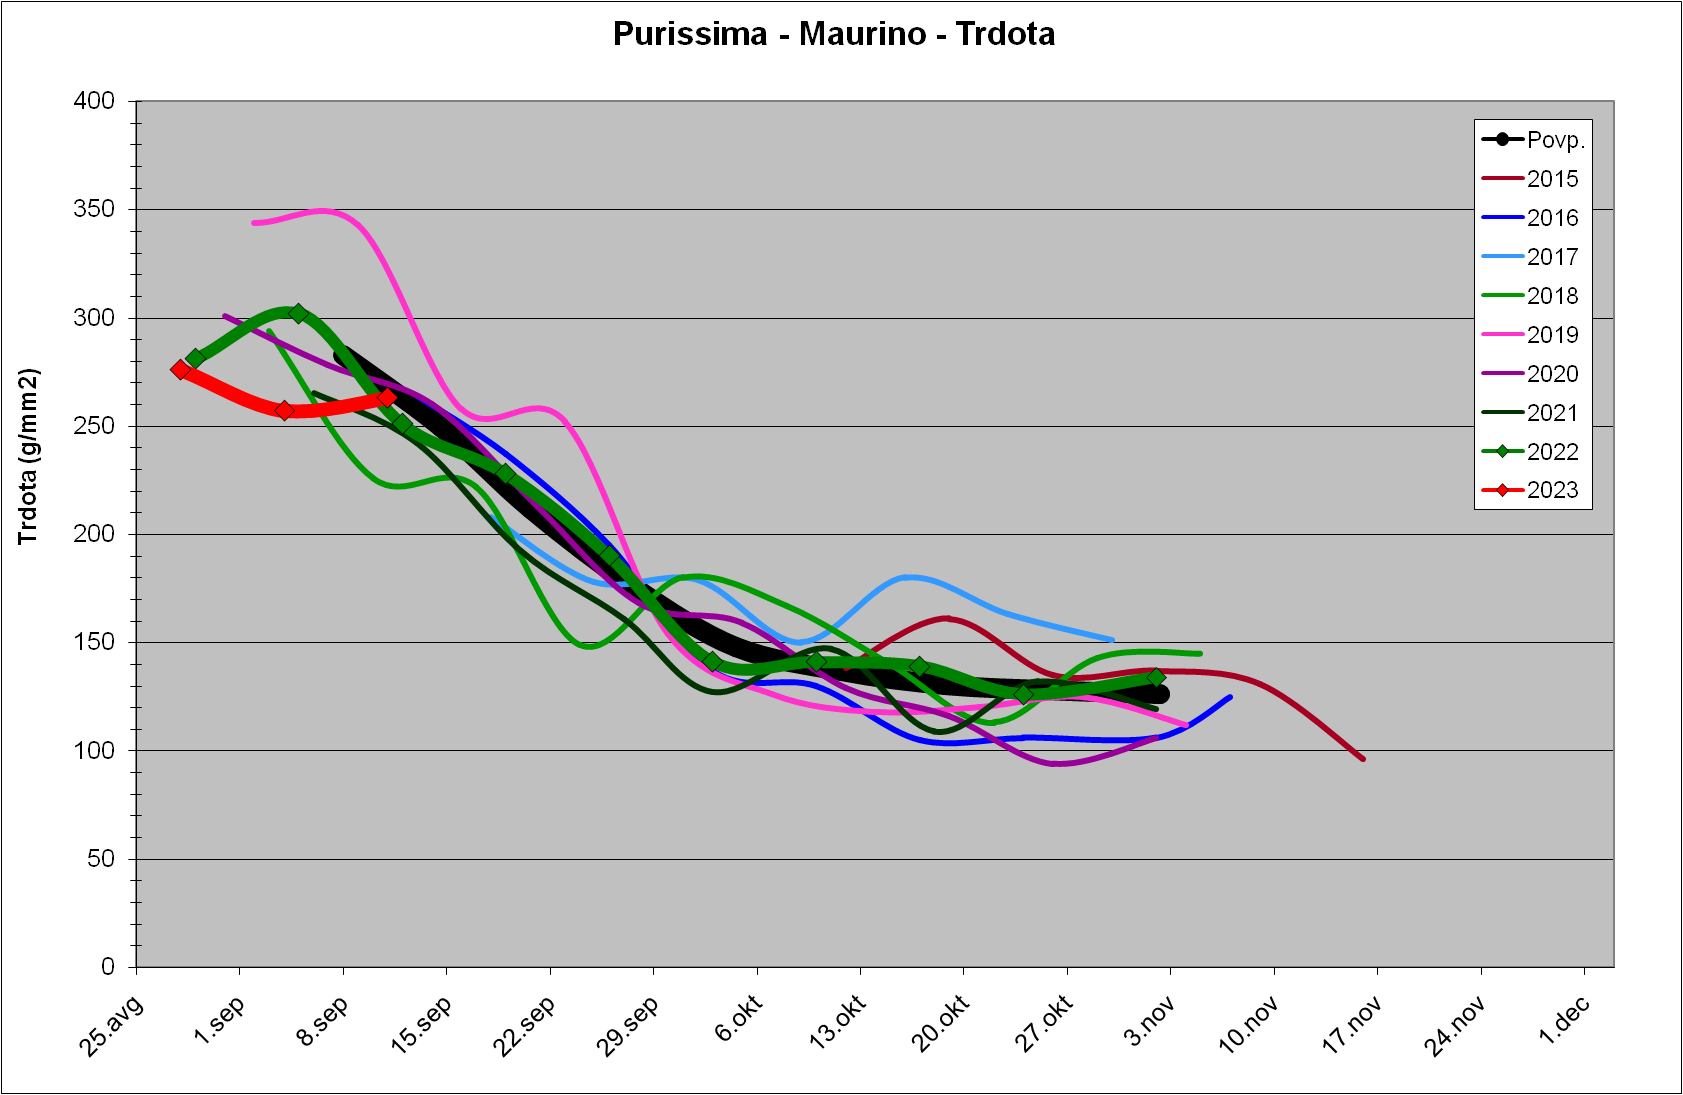 Purissima - Maurino - Trdota
Trdota (g/mm2)
400
350
300
250
200
150
100
50
0
25.avg
1.sep
8.sep
15.sep
22.sep
29.sep
6.okt
13.okt
20.okt
27.okt
3.nov
10.nov
17.nov
24.nov
1.dec
Povp.
2015
2016
2017
2018
2019
2020
2021
2022
2023